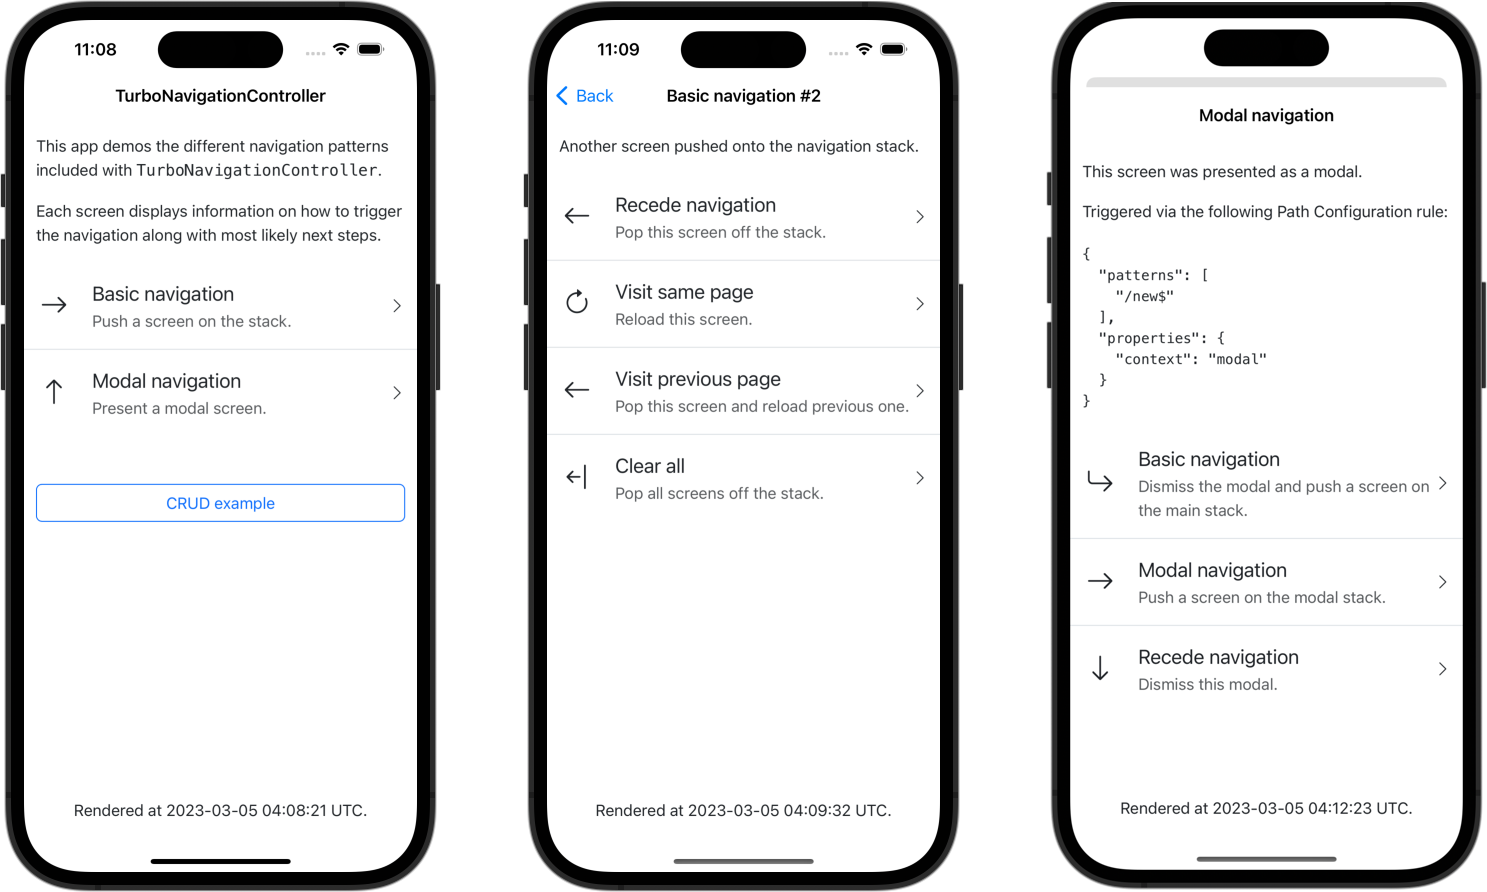 11:08
TurboNavigationController
This app demos the different navigation patterns
included with TurboNavigationController.
Each screen displays information on how to trigger
the navigation along with most likely next steps.
Basic navigation
Push a screen on the stack.
Modal navigation
Present a modal screen.
CRUD example
Rendered at 2023-03-05 04:08:21 UTC.
11:09
Back
Basic navigation #2
Another screen pushed onto the navigation stack.
Recede navigation
Pop this screen off the stack.
Visit same page
Reload this screen.
Visit previous page
Pop this screen and reload previous one.
Clear all
Pop all screens off the stack.
Rendered at 2023-03-05 04:09:32 UTC.
Modal navigation
This screen was presented as a modal.
Triggered via the following Path Configuration rule:
{
  "patterns": [
    "/new$"
  ],
  "properties": {
    "context": "modal"
  }
}
Basic navigation
Dismiss the modal and push a screen on
the main stack.
Modal navigation
Push a screen on the modal stack.
Recede navigation
Dismiss this modal.
Rendered at 2023-03-05 04:12:23 UTC.